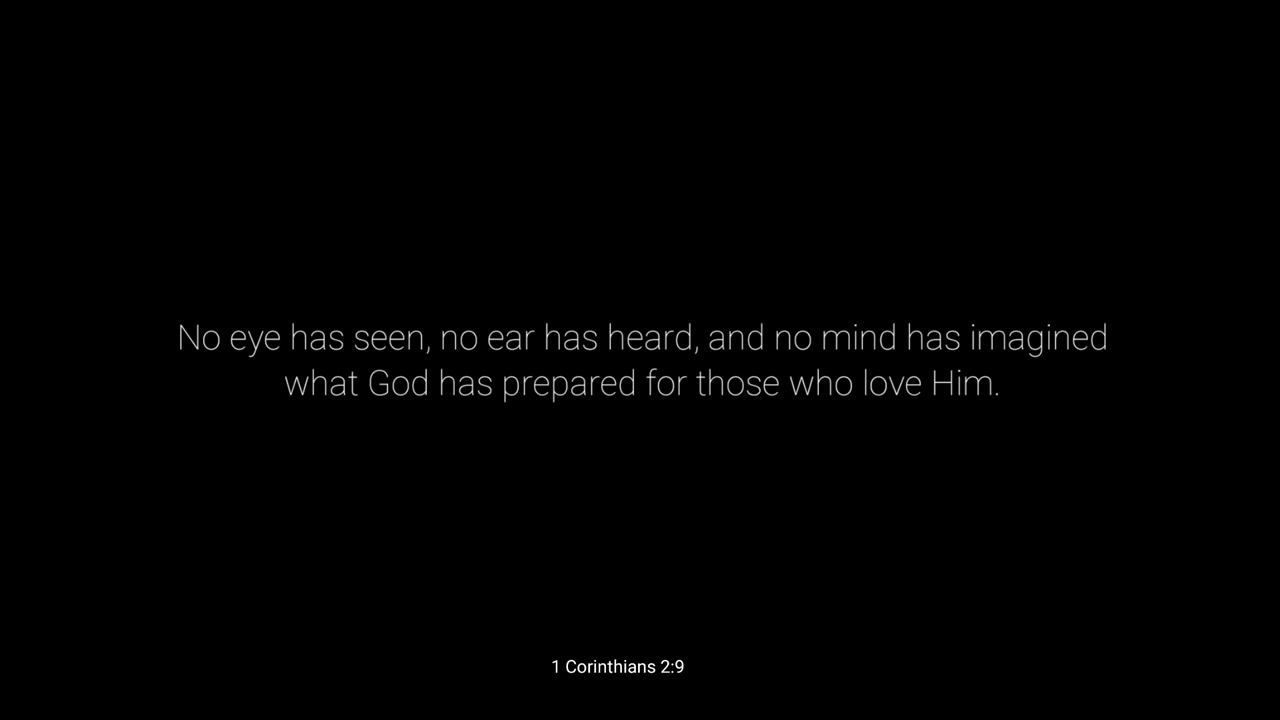 No eye has seen, no ear has heard, and no mind has imagined
what God has prepared for those who love Him.
1 Corinthians 2:9